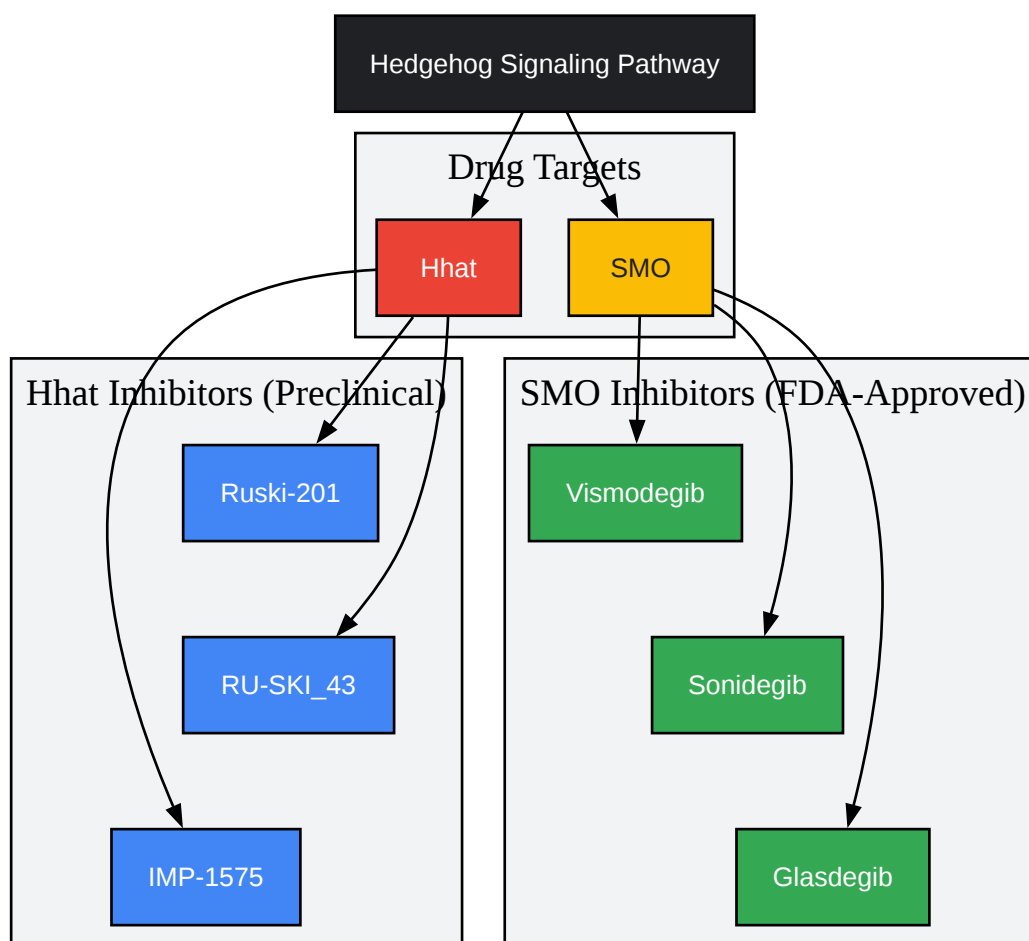 Hedgehog Signaling Pathway
Drug Targets
Hhat
SMO
Hhat Inhibitors (Preclinical)
SMO Inhibitors (FDA-Approved)
Ruski-201
Vismodegib
RU-SKI_43
Sonidegib
IMP-1575
Glasdegib